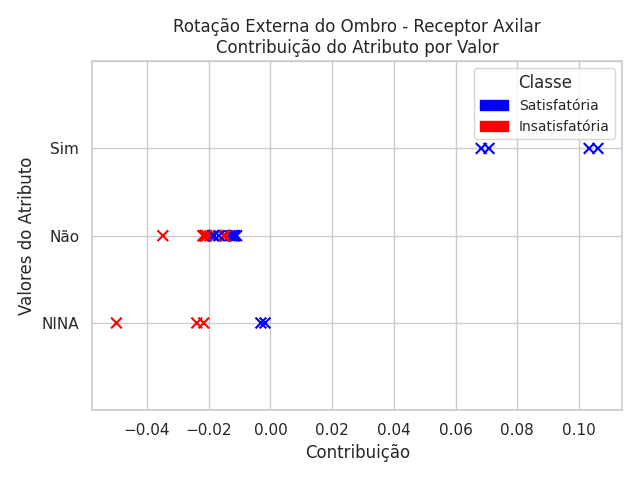 Rotação Externa do Ombro - Receptor Axilar
Contribuição do Atributo por Valor
Classe
Satisfatória
Insatisfatória
Valores do Atributo
Sim
Não
NINA
−0.04 −0.02 0.00 0.02 0.04 0.06 0.08 0.10
Contribuição